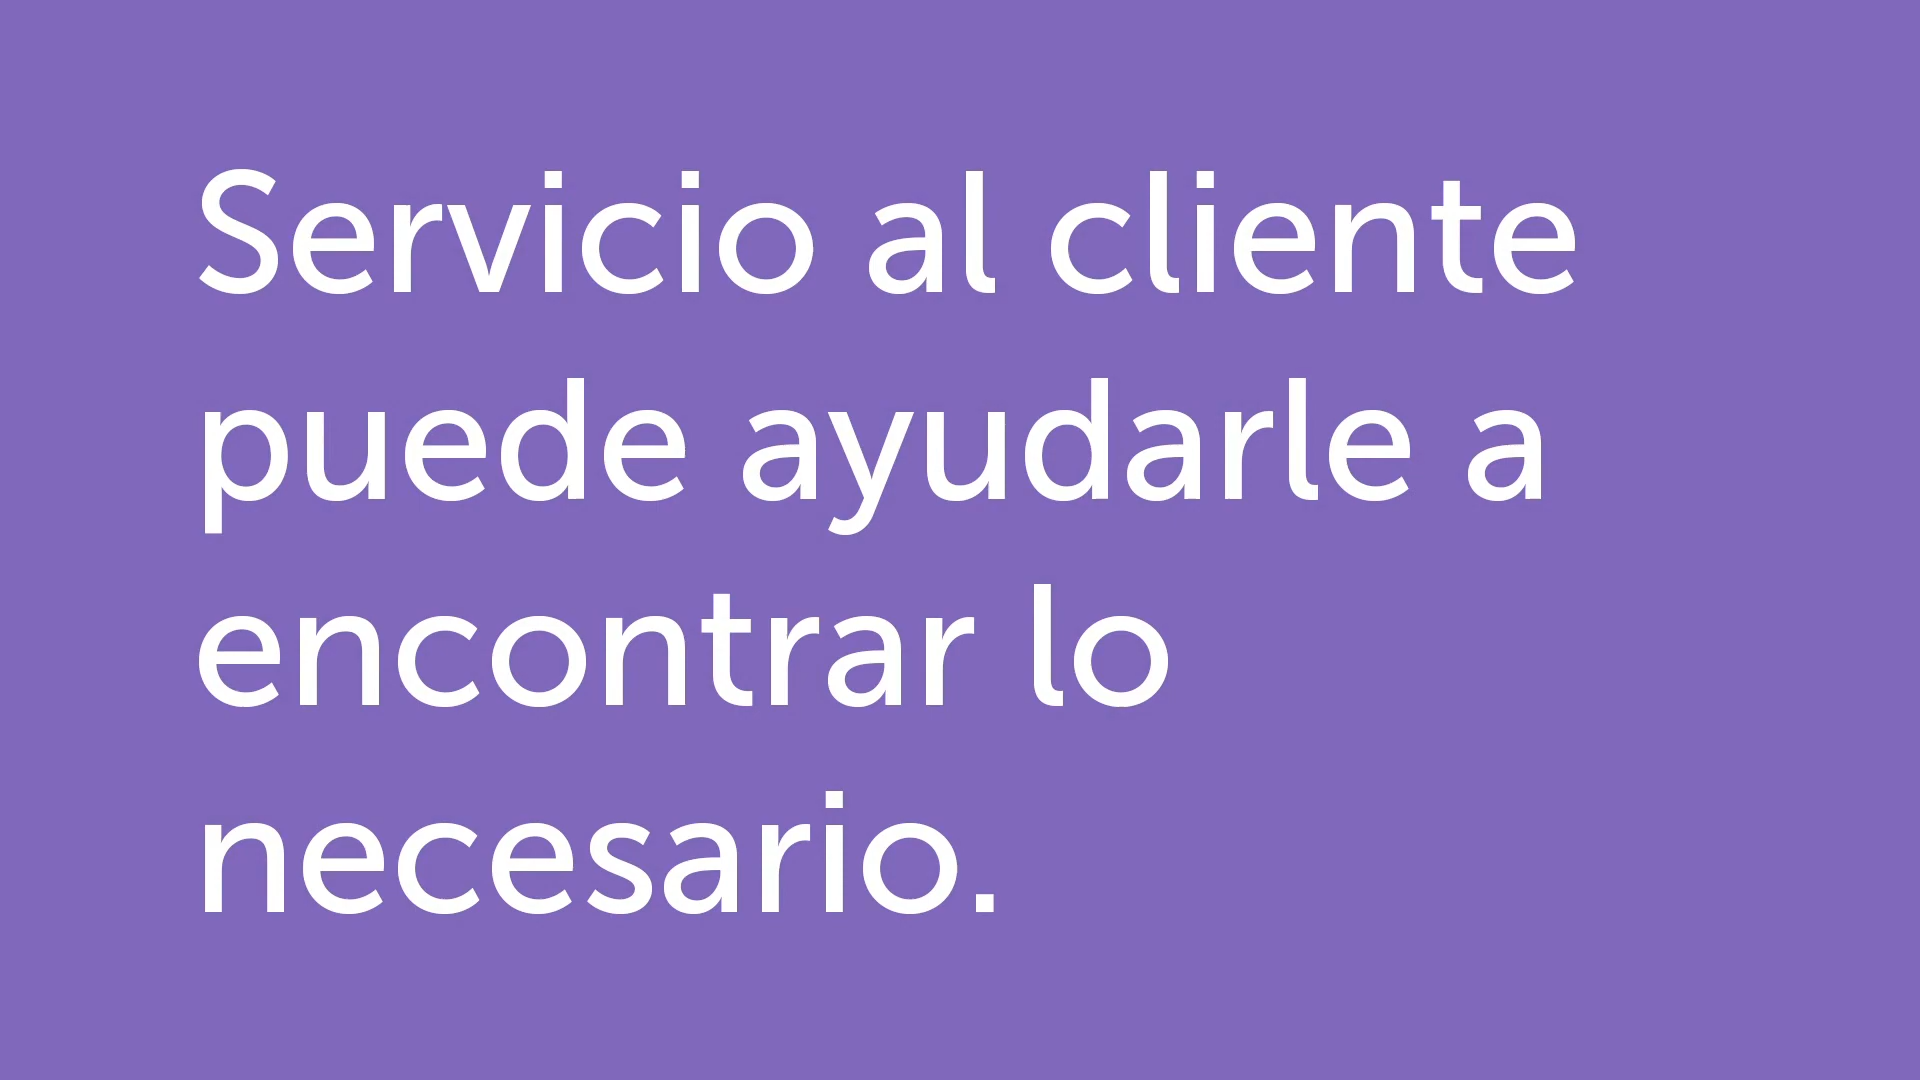 Servicio al cliente
puede ayudarle a
encontrar lo
necesario.